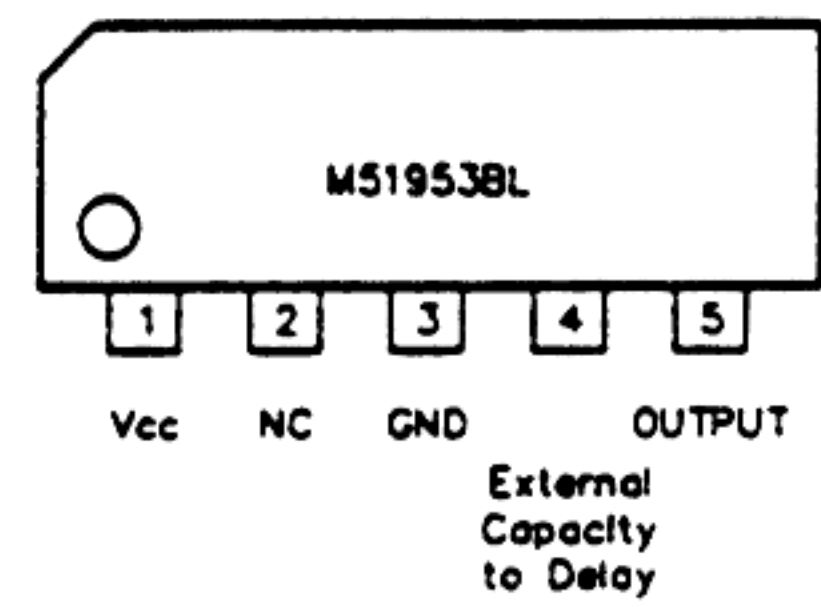 M51953BL
1 2 3 4 5
Vcc NC GND OUTPUT
External
Capacity
to Delay